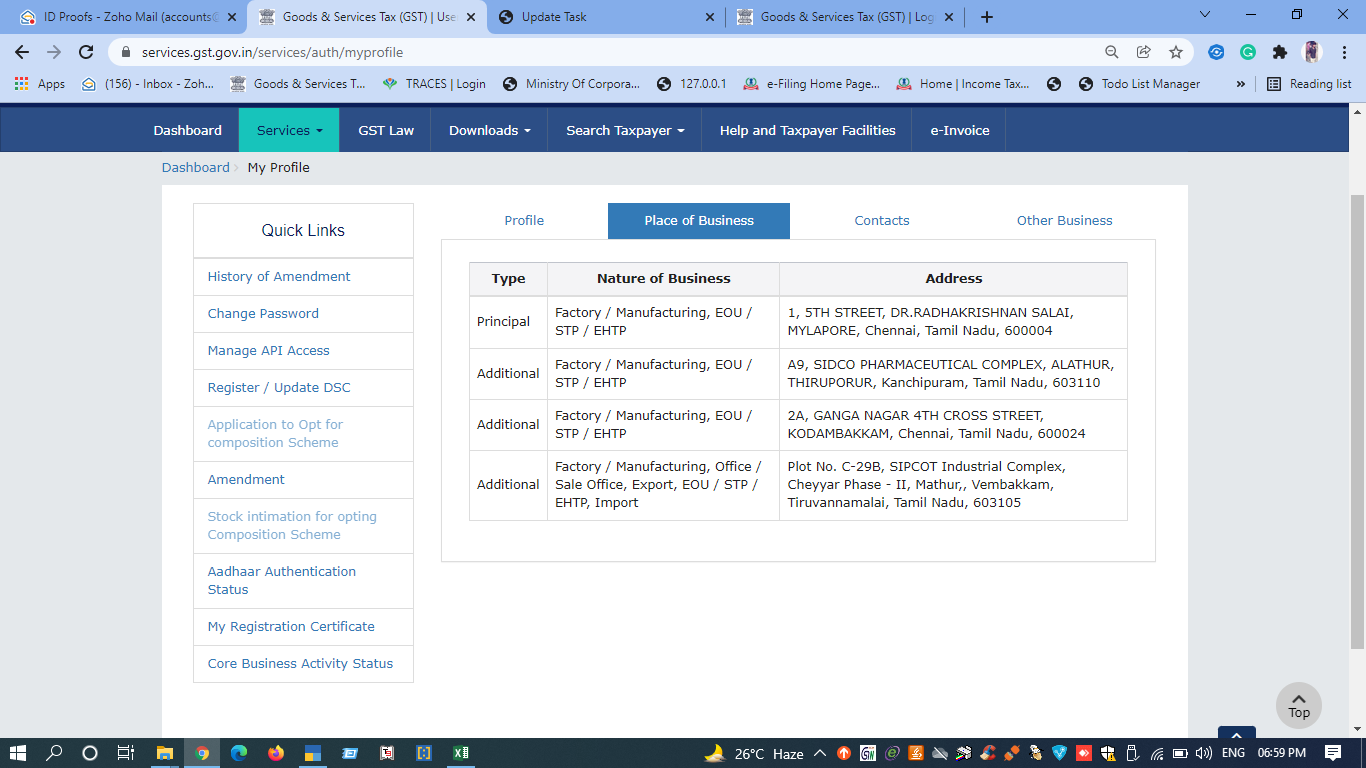 ID Proofs - Zoho Mail (accounts@
Goods & Services Tax (GST) | Use
Update Task
Goods & Services Tax (GST) | Log
services.gst.gov.in/services/auth/myprofile
Apps
(156) - Inbox - Zoh...
Goods & Services T...
TRACES | Login
Ministry Of Corpora...
127.0.0.1
e-Filing Home Page...
Home | Income Tax...
Todo List Manager
»
Reading list
Dashboard
Services
GST Law
Downloads
Search Taxpayer
Help and Taxpayer Facilities
e-Invoice
Dashboard
My Profile
Quick Links
History of Amendment
Change Password
Manage API Access
Register / Update DSC
Application to Opt for
composition Scheme
Amendment
Stock intimation for opting
Composition Scheme
Aadhaar Authentication
Status
My Registration Certificate
Core Business Activity Status
Profile
Place of Business
Contacts
Other Business
Type
Nature of Business
Address
Principal
Factory / Manufacturing, EOU /
STP / EHTP
1, 5TH STREET, DR.RADHAKRISHNAN SALAI,
MYLAPORE, Chennai, Tamil Nadu, 600004
Additional
Factory / Manufacturing, EOU /
STP / EHTP
A9, SIDCO PHARMACEUTICAL COMPLEX, ALATHUR,
THIRUPORUR, Kanchipuram, Tamil Nadu, 603110
Additional
Factory / Manufacturing, EOU /
STP / EHTP
2A, GANGA NAGAR 4TH CROSS STREET,
KODAMBAKKAM, Chennai, Tamil Nadu, 600024
Additional
Factory / Manufacturing, Office /
Sale Office, Export, EOU / STP /
EHTP, Import
Plot No. C-29B, SIPCOT Industrial Complex,
Cheyyar Phase - II, Mathur,, Vembakkam,
Tiruvannamalai, Tamil Nadu, 603105
Top
26°C Haze
ENG
06:59 PM